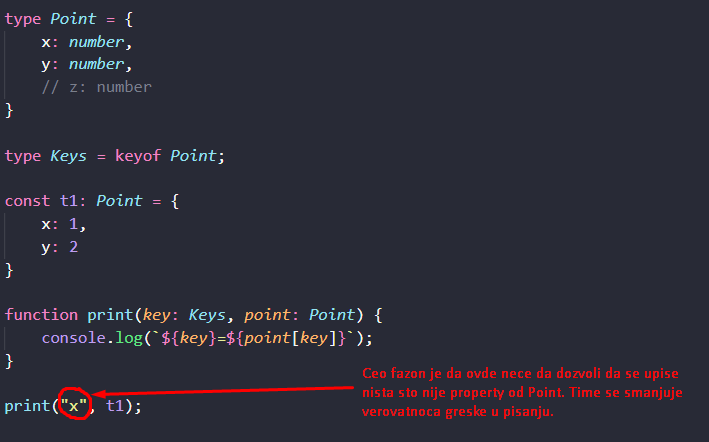 type Point = {
x: number,
y: number,
// z: number
}
type Keys = keyof Point;
const t1: Point = {
x: 1,
y: 2
}
function print(key: Keys, point: Point) {
console.log(`${key}=${point[key]}`);
}
print("x", t1);
Ceo fazon je da ovde nece da dozvoli da se upise
nista sto nije property od Point. Time se smanjuje
verovatnoca greske u pisanju.